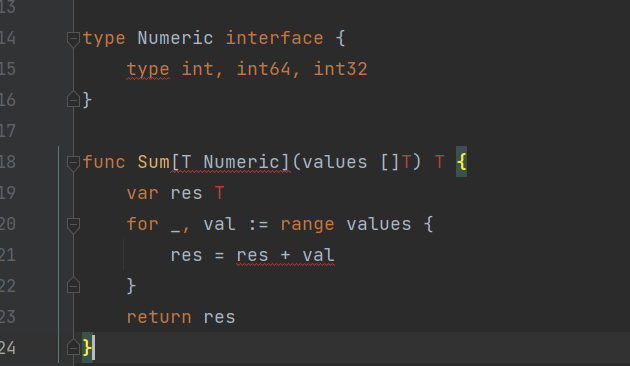 13
14 type Numeric interface {
15     type int, int64, int32
16 }
17
18 func Sum[T Numeric](values []T) T {
19     var res T
20     for _, val := range values {
21         res = res + val
22     }
23     return res
24 }